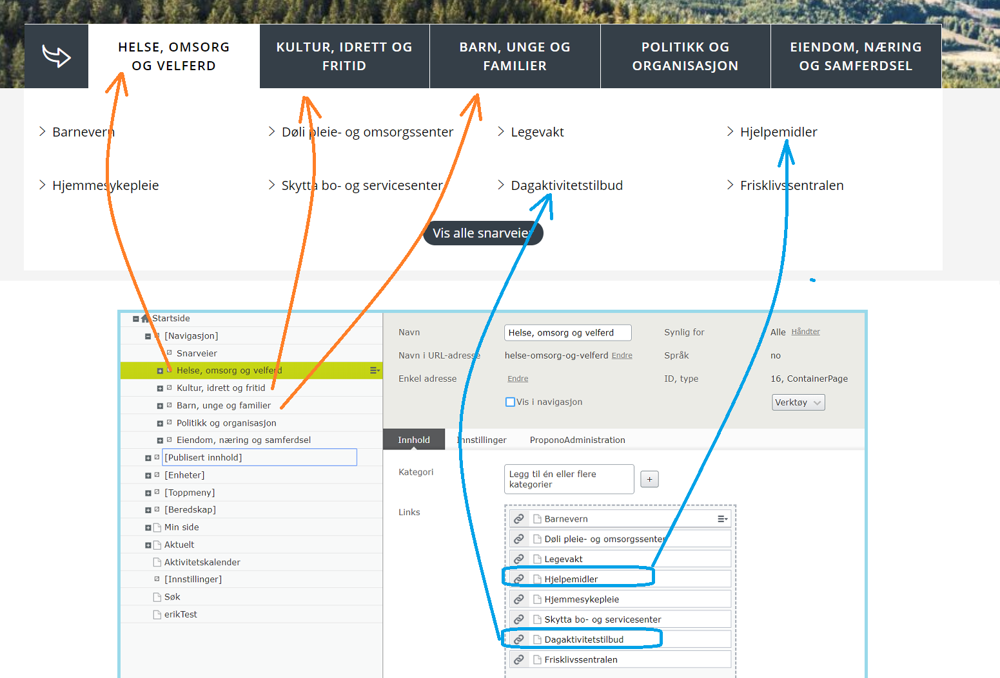 HELSE, OMSORG
OG VELFERD
KULTUR, IDRETT OG
FRITID
BARN, UNGE OG
FAMILIER
POLITIKK OG
ORGANISASJON
EIENDOM, NÆRING
OG SAMFERDSEL
Barnevern
Døli pleie- og omsorgssenter
Legevakt
Hjelpemidler
Hjemmesykepleie
Skytta bo- og servicesenter
Dagaktivitetstilbud
Frisklivssentralen
Vis alle snarveier
Startside
[Navigasjon]
Snarveier
Helse, omsorg og velferd
Kultur, idrett og fritid
Barn, unge og familier
Politikk og organisasjon
Eiendom, næring og samferdsel
[Publisert innhold]
[Enheter]
[Toppmeny]
[Beredskap]
Min side
Aktuelt
Aktivitetskalender
[Innstillinger]
Søk
erikTest
Navn
Helse, omsorg og velferd
Synlig for
Alle Håndter
Navn i URL-adresse
helse-omsorg-og-velferd Endre
Språk
no
Enkel adresse
Endre
ID, type
16, ContainerPage
Vis i navigasjon
Verktøy
Innhold
Innstillinger
ProponoAdministration
Kategori
Legg til én eller flere
kategorier
+
Links
Barnevern
Døli pleie- og omsorgssenter
Legevakt
Hjelpemidler
Hjemmesykepleie
Skytta bo- og servicesenter
Dagaktivitetstilbud
Frisklivssentralen